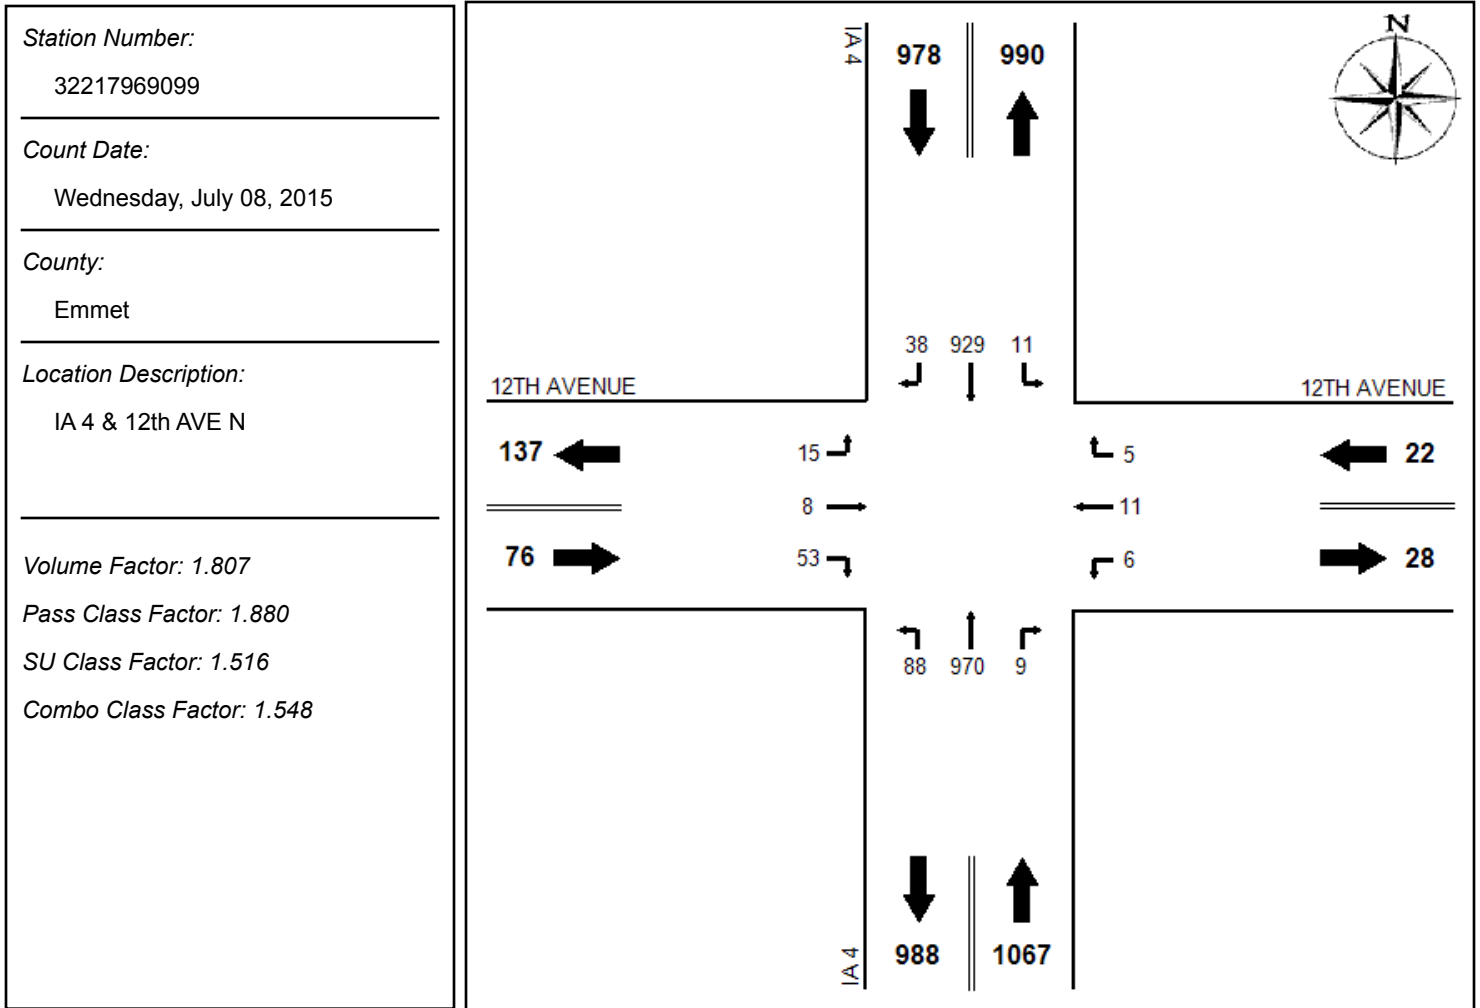 Station Number:
32217969099
Count Date:
Wednesday, July 08, 2015
County:
Emmet
Location Description:
IA 4 & 12th AVE N
Volume Factor: 1.807
Pass Class Factor: 1.880
SU Class Factor: 1.516
Combo Class Factor: 1.548
IA 4
978 990
N
38 929 11
12TH AVENUE
12TH AVENUE
137 15 5 22
8 11
76 53 6 28
88 970 9
IA 4
988 1067